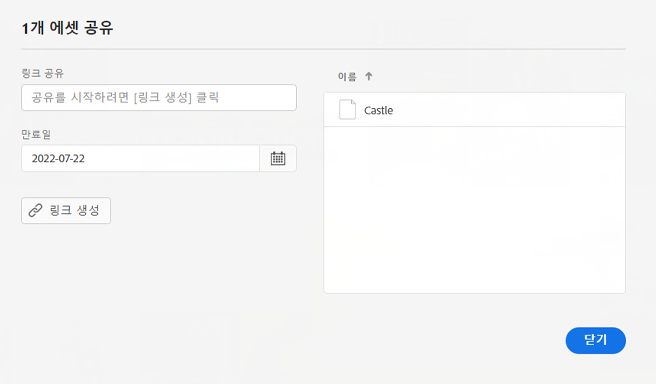 1개 에셋 공유
링크 공유
공유를 시작하려면 [링크 생성] 클릭
만료일
2022-07-22
링크 생성
이름
Castle
닫기